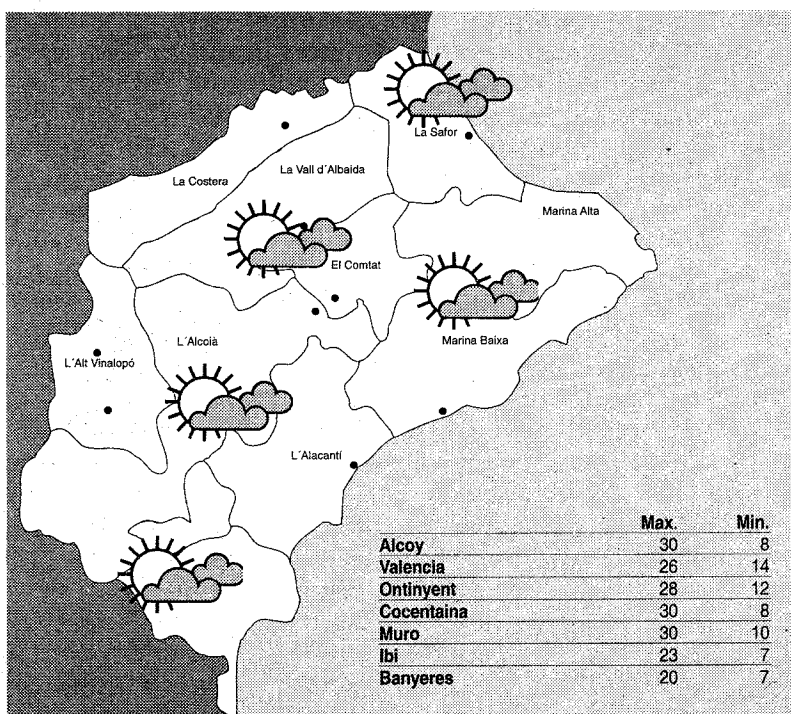 La Safor
La Costera
La Vall d´Albaida
Marina Alta
El Comtat
L´Alcoià
Marina Baixa
L´Alt Vinalopó
L´Alacantí
Max. Min.
Alcoy 30 8
Valencia 26 14
Ontinyent 28 12
Cocentaina 30 8
Muro 30 10
Ibi 23 7
Banyeres 20 7